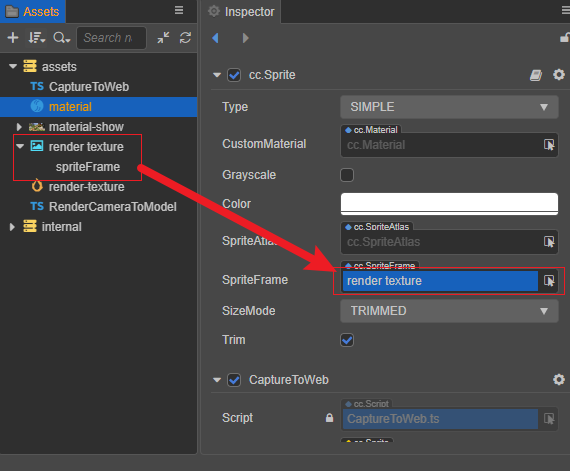 Assets
Search n
assets
TS CaptureToWeb
material
material-show
render texture
spriteFrame
render-texture
TS RenderCameraToModel
internal
Inspector
cc.Sprite
Type
SIMPLE
cc.Material
CustomMaterial
cc.Material
Grayscale
Color
cc.SpriteAtlas
SpriteAtlas
cc.SpriteAtlas
cc.SpriteFrame
SpriteFrame
render texture
SizeMode
TRIMMED
Trim
CaptureToWeb
cc.Script
Script
CaptureToWeb.ts
cc.Sprite